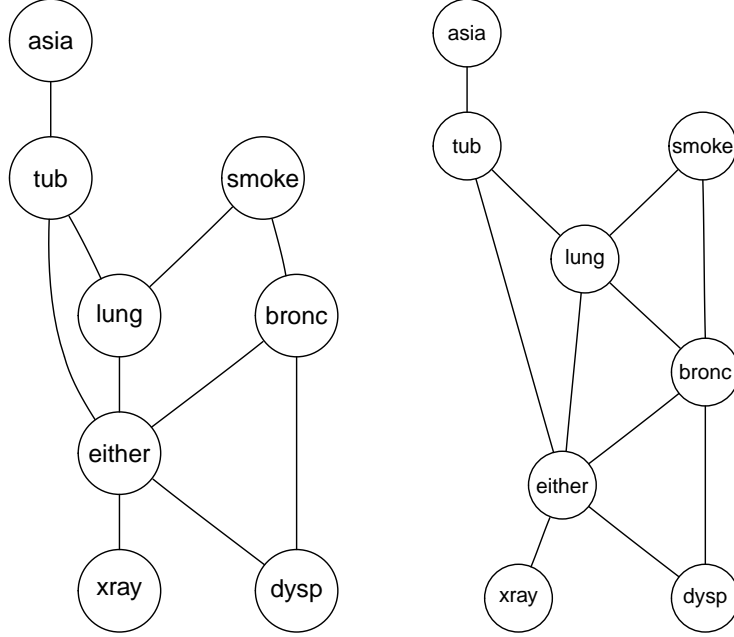 asia
tub
smoke
lung
bronc
either
xray
dysp
asia
tub
smoke
lung
bronc
either
xray
dysp